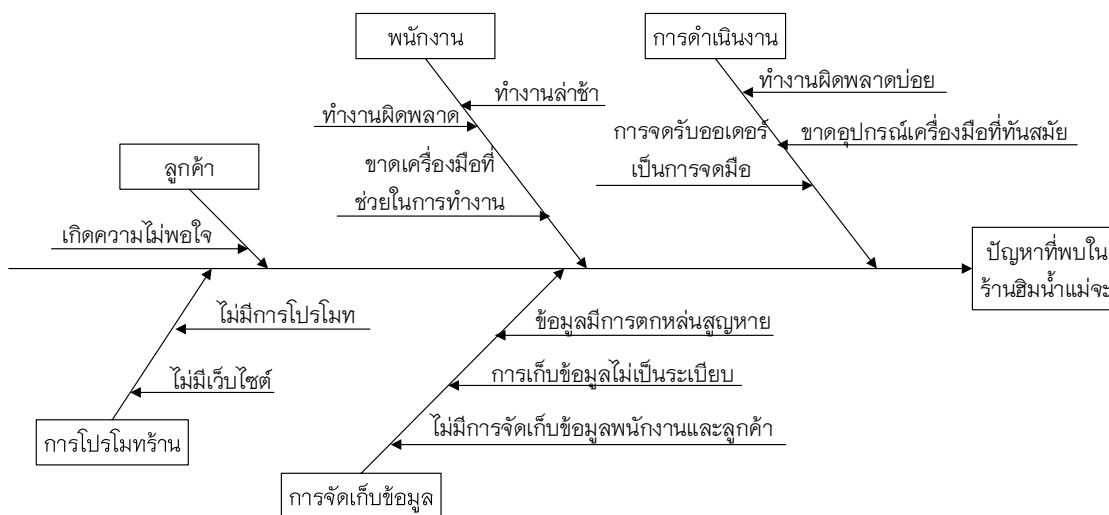 พนักงาน
การดำเนินงาน
ทำงานล่าช้า
ทำงานผิดพลาด
ขาดเครื่องมือที่
ช่วยในการทำงาน
ทำงานผิดพลาดบ่อย
การจดรับออเดอร์
เป็นการจดมือ
ขาดอุปกรณ์เครื่องมือที่ทันสมัย
ลูกค้า
เกิดความไม่พอใจ
ปัญหาที่พบใน
ร้านฮิมน้ำแม่จะ
ไม่มีการโปรโมท
ไม่มีเว็บไซต์
การโปรโมทร้าน
ข้อมูลมีการตกหล่นสูญหาย
การเก็บข้อมูลไม่เป็นระเบียบ
ไม่มีการจัดเก็บข้อมูลพนักงานและลูกค้า
การจัดเก็บข้อมูล